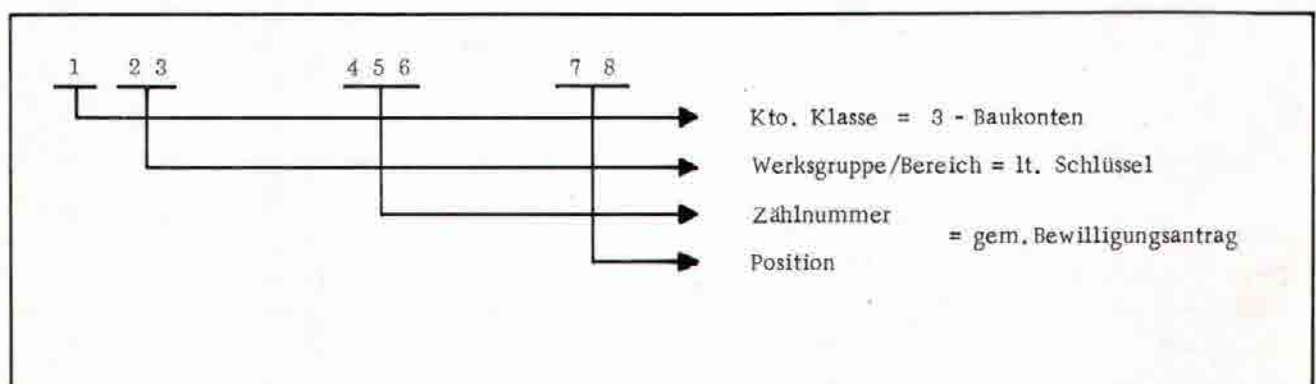 1 2 3 4 5 6 7 8
Kto. Klasse = 3 - Baukonten
Werksgruppe/Bereich = lt. Schlüssel
Zählnummer
= gem. Bewilligungsantrag
Position